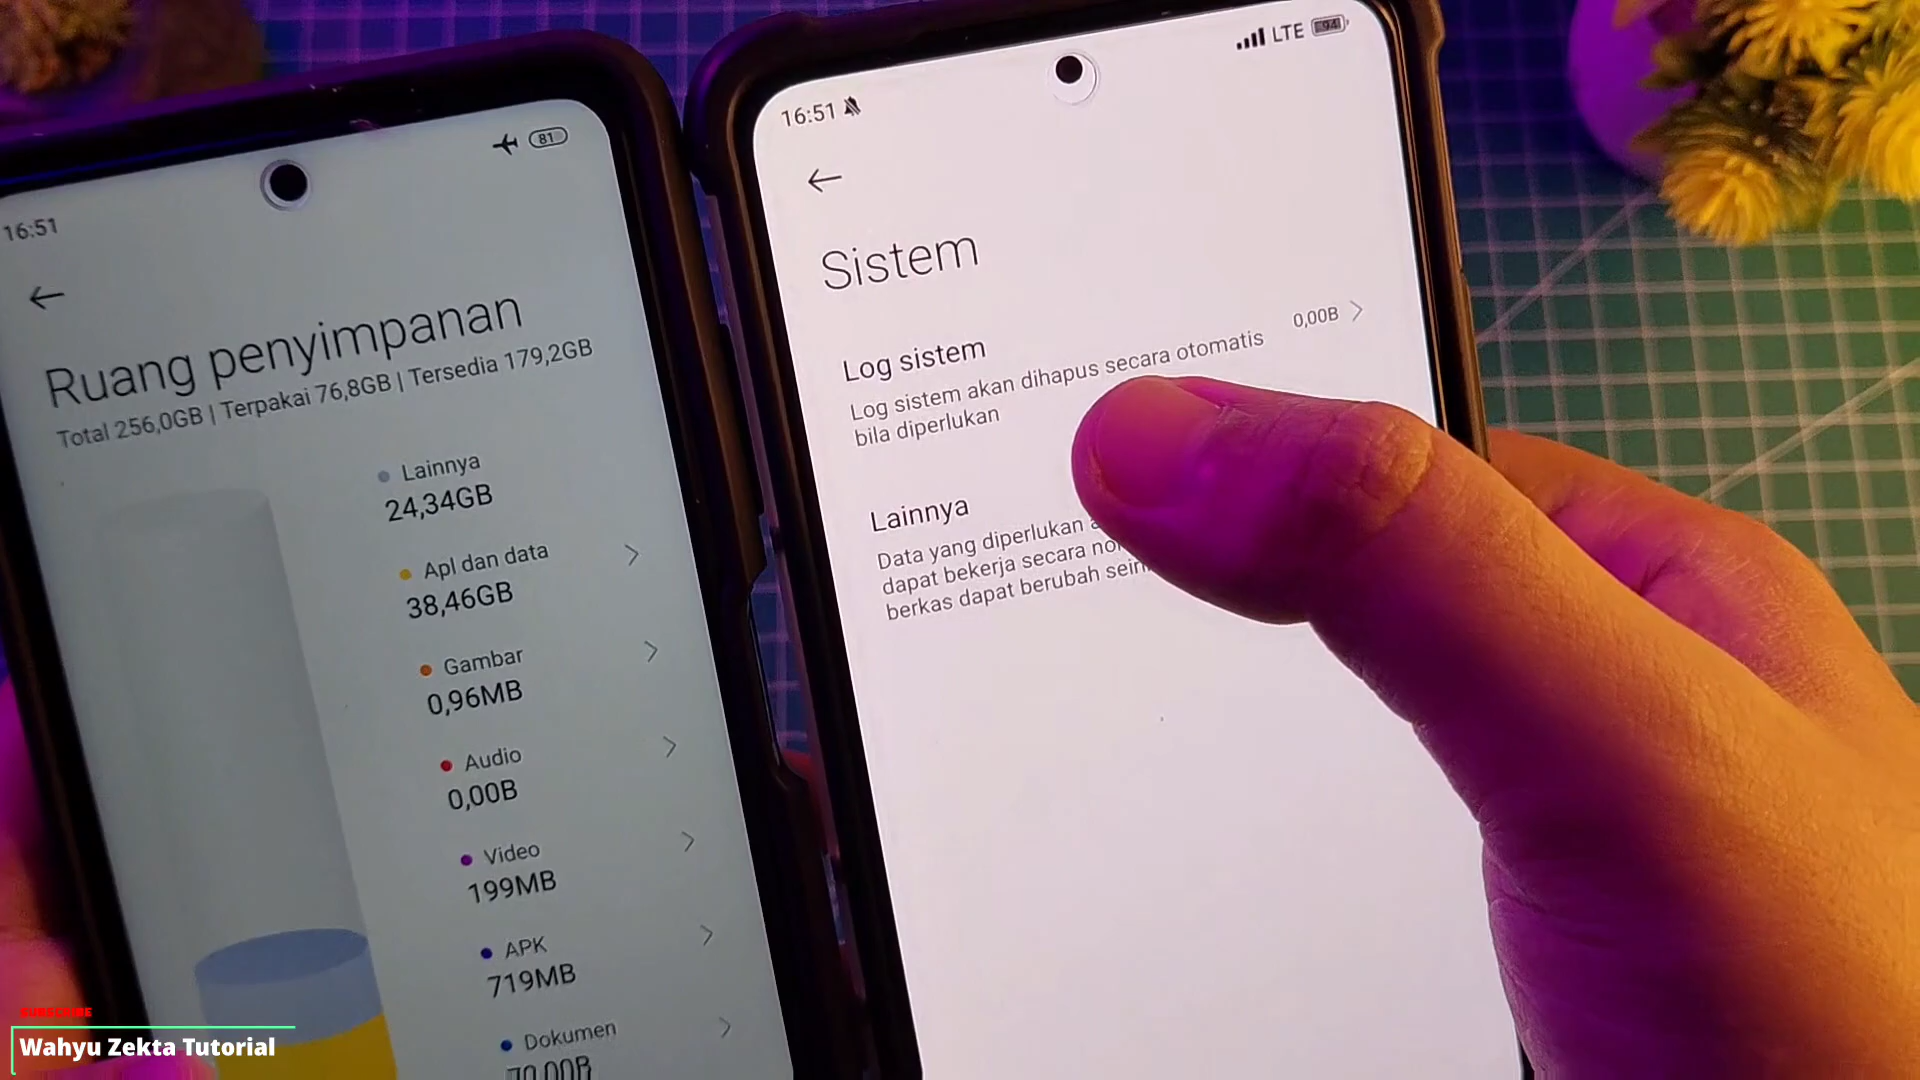 16:51
81
Ruang penyimpanan
Total 256,0GB | Terpakai 76,8GB | Tersedia 179,2GB
Lainnya
24,34GB
Apl dan data
38,46GB
Gambar
0,96MB
Audio
0,00B
Video
199MB
APK
719MB
Dokumen
16:51
LTE
94
Sistem
Log sistem
0,00B
Log sistem akan dihapus secara otomatis
bila diperlukan
Lainnya
Data yang diperlukan
dapat bekerja secara
berkas dapat berubah
SUBSCRIBE
Wahyu Zekta Tutorial